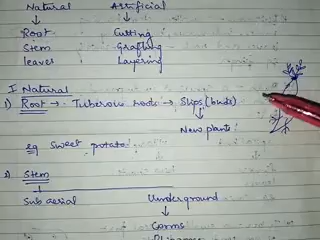 Natural Artificial
↓ ↓
Root Cutting
Stem Grafting
leaves Layering
I Natural
1) Root → Tuberous roots → Slips (buds)
↓
New plants
eg Sweet potato
2) Stem
↓
Sub aerial Underground
↓
Corms